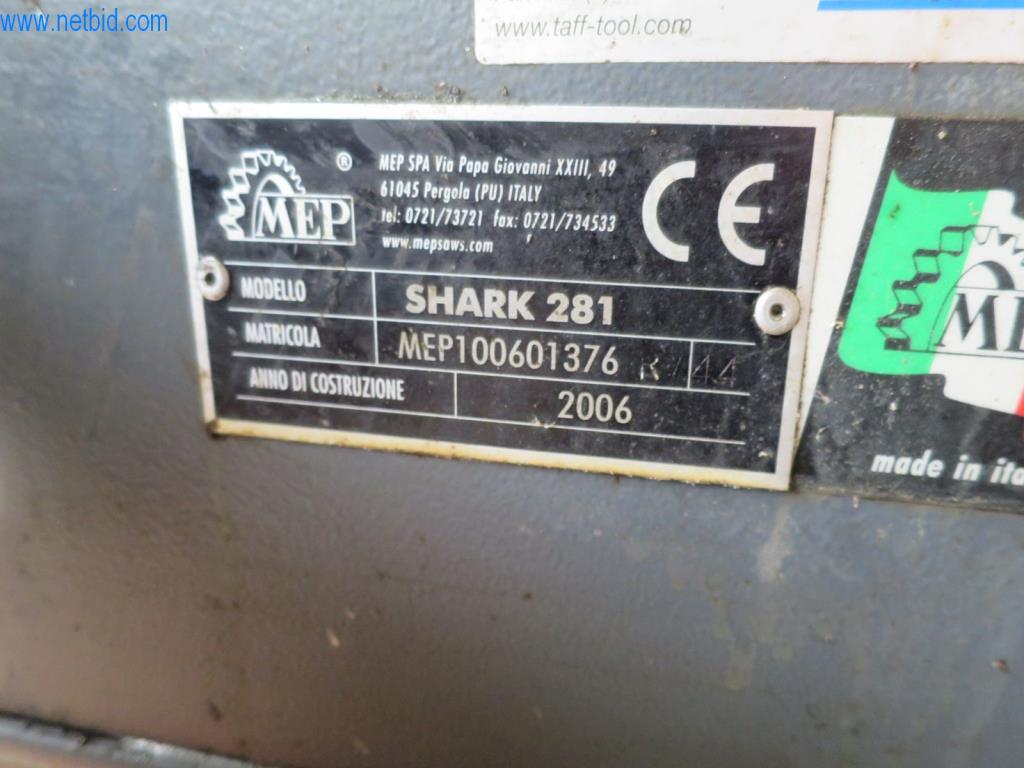 www.netbid.com
www.taff-tool.com
MEP
®
MEP SPA Via Papa Giovanni XXIII, 49
61045 Pergola (PU) ITALY
tel: 0721/73721 fax: 0721/734533
www.mepsaws.com
CE
MODELLO SHARK 281
MATRICOLA MEP100601376 R/44
ANNO DI COSTRUZIONE 2006
made in